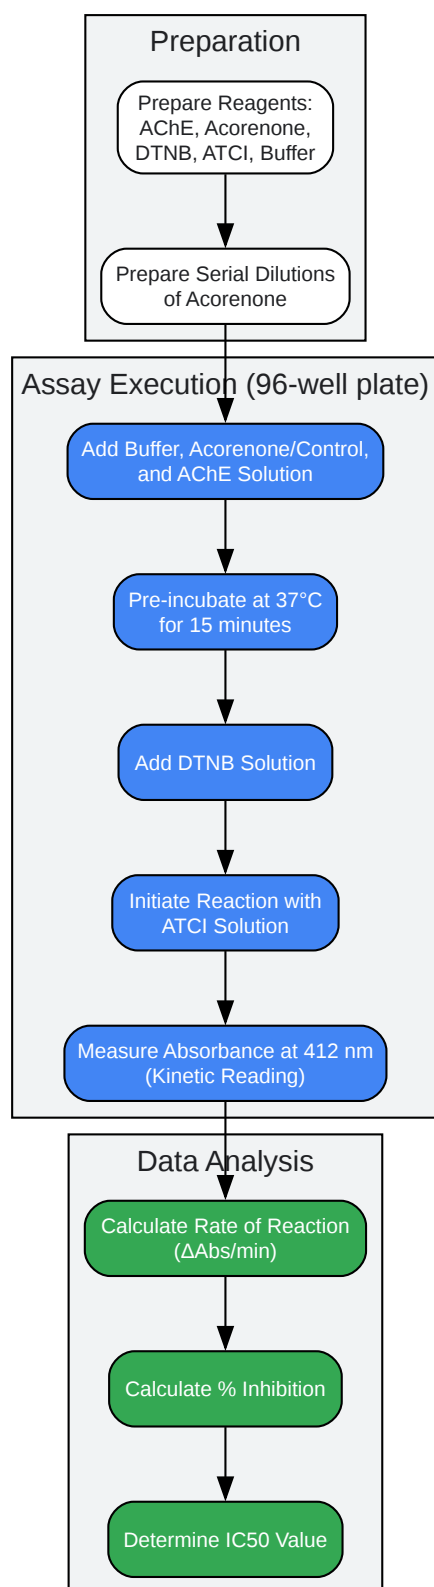 Preparation
Prepare Reagents:
AChE, Acorenone,
DTNB, ATCI, Buffer
Prepare Serial Dilutions
of Acorenone
Assay Execution (96-well plate)
Add Buffer, Acorenone/Control,
and AChE Solution
Pre-incubate at 37°C
for 15 minutes
Add DTNB Solution
Initiate Reaction with
ATCI Solution
Measure Absorbance at 412 nm
(Kinetic Reading)
Data Analysis
Calculate Rate of Reaction
(ΔAbs/min)
Calculate % Inhibition
Determine IC50 Value